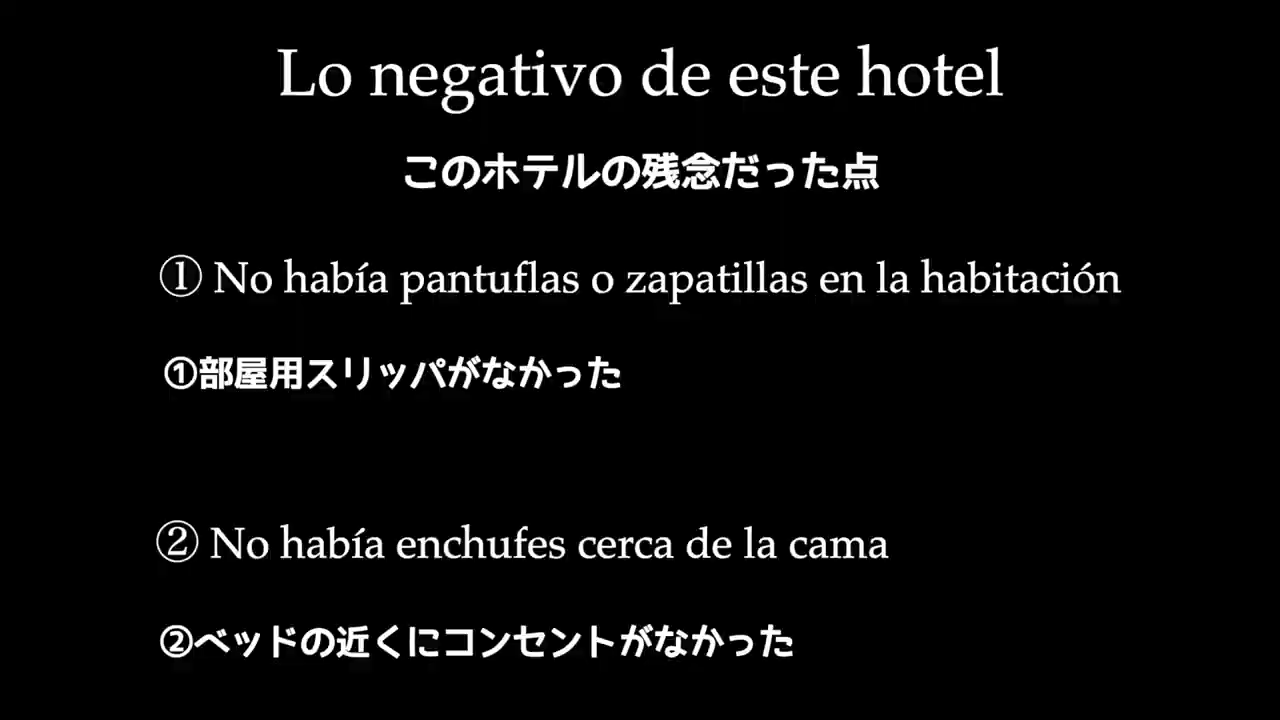 Lo negativo de este hotel
このホテルの残念だった点
① No había pantuflas o zapatillas en la habitación
①部屋用スリッパがなかった
② No había enchufes cerca de la cama
②ベッドの近くにコンセントがなかった